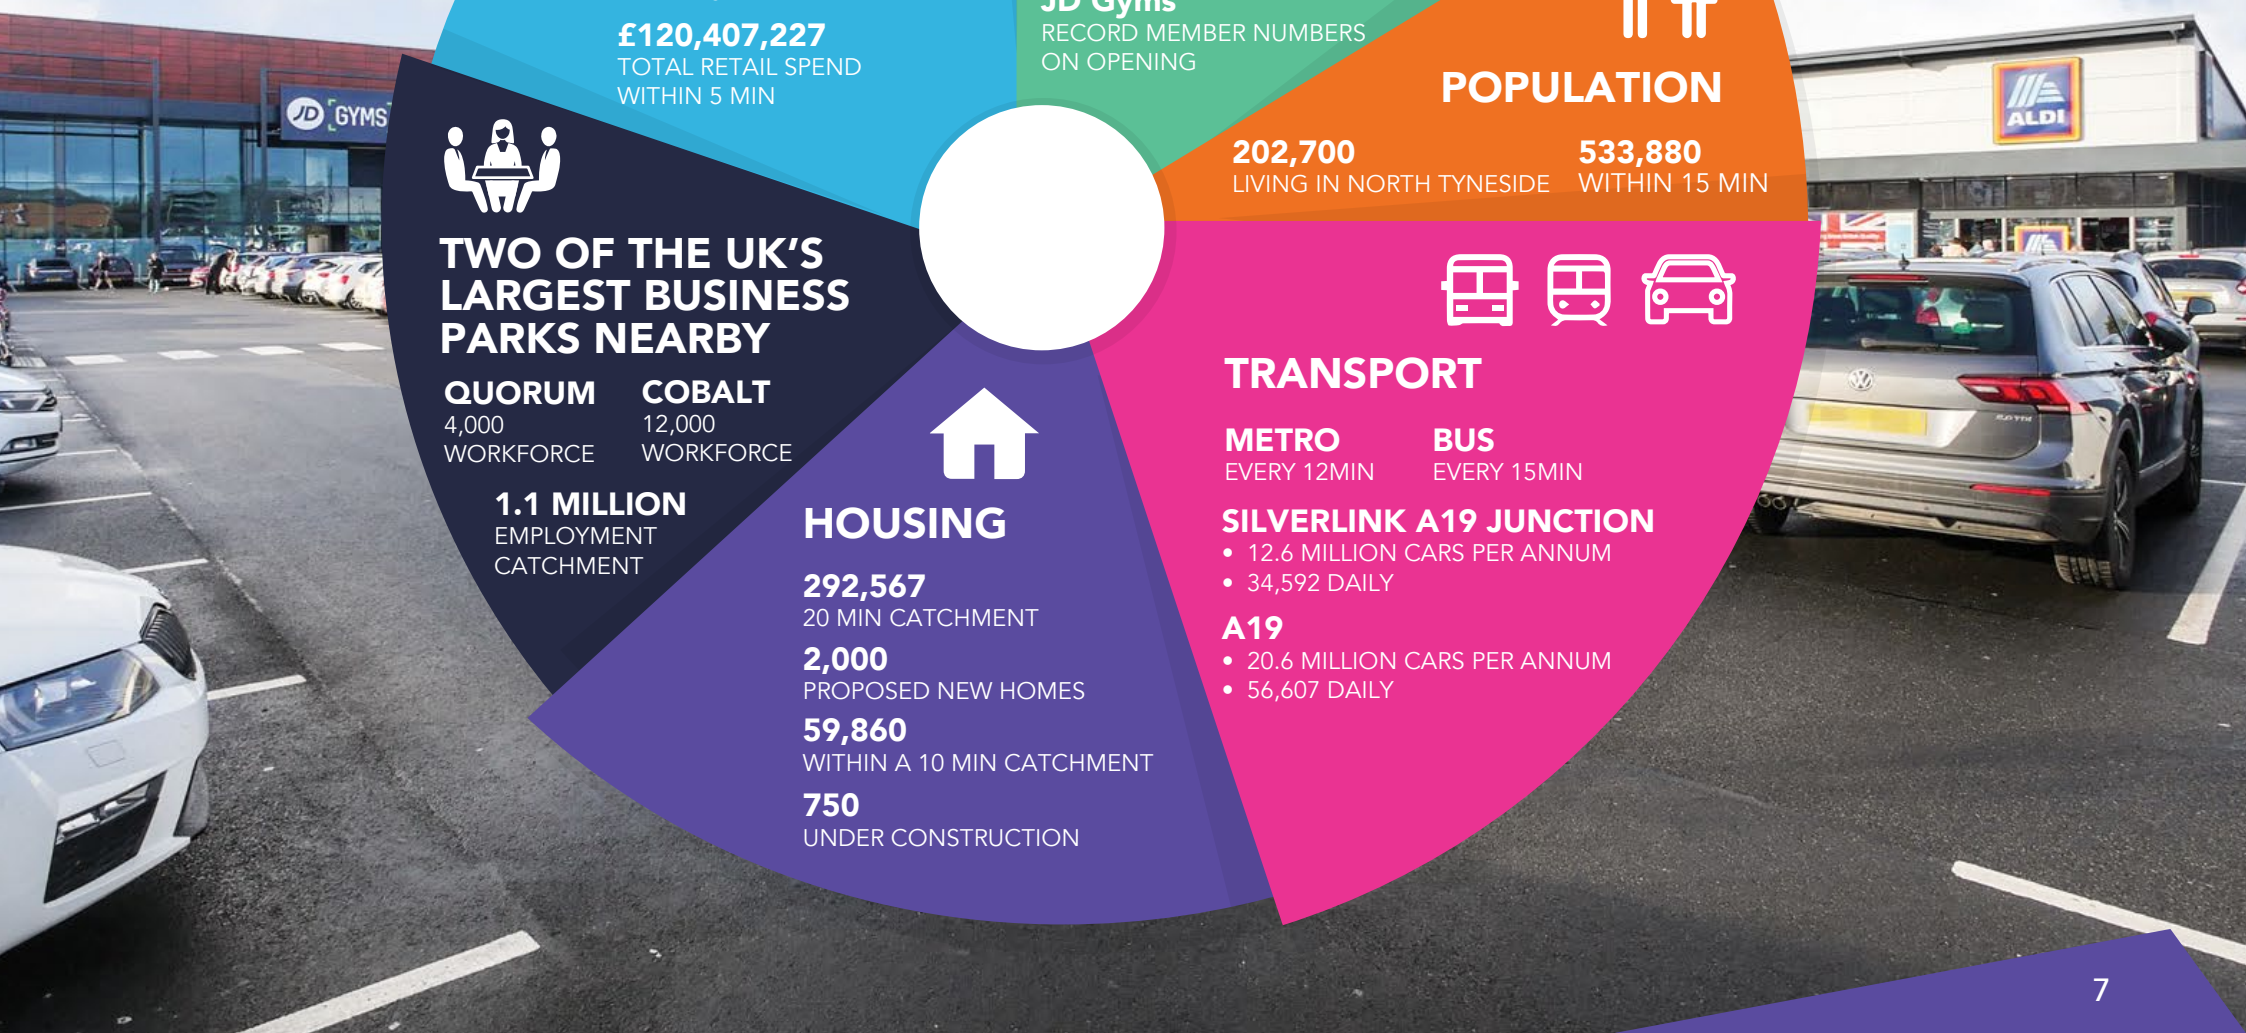 £120,407,227
TOTAL RETAIL SPEND
WITHIN 5 MIN
JD Gyms
RECORD MEMBER NUMBERS
ON OPENING
POPULATION
202,700
LIVING IN NORTH TYNESIDE
533,880
WITHIN 15 MIN
JD GYMS
ALDI
TWO OF THE UK'S
LARGEST BUSINESS
PARKS NEARBY
QUORUM
4,000
WORKFORCE
COBALT
12,000
WORKFORCE
1.1 MILLION
EMPLOYMENT
CATCHMENT
HOUSING
292,567
20 MIN CATCHMENT
2,000
PROPOSED NEW HOMES
59,860
WITHIN A 10 MIN CATCHMENT
750
UNDER CONSTRUCTION
TRANSPORT
METRO
EVERY 12MIN
BUS
EVERY 15MIN
SILVERLINK A19 JUNCTION
• 12.6 MILLION CARS PER ANNUM
• 34,592 DAILY
A19
• 20.6 MILLION CARS PER ANNUM
• 56,607 DAILY
7